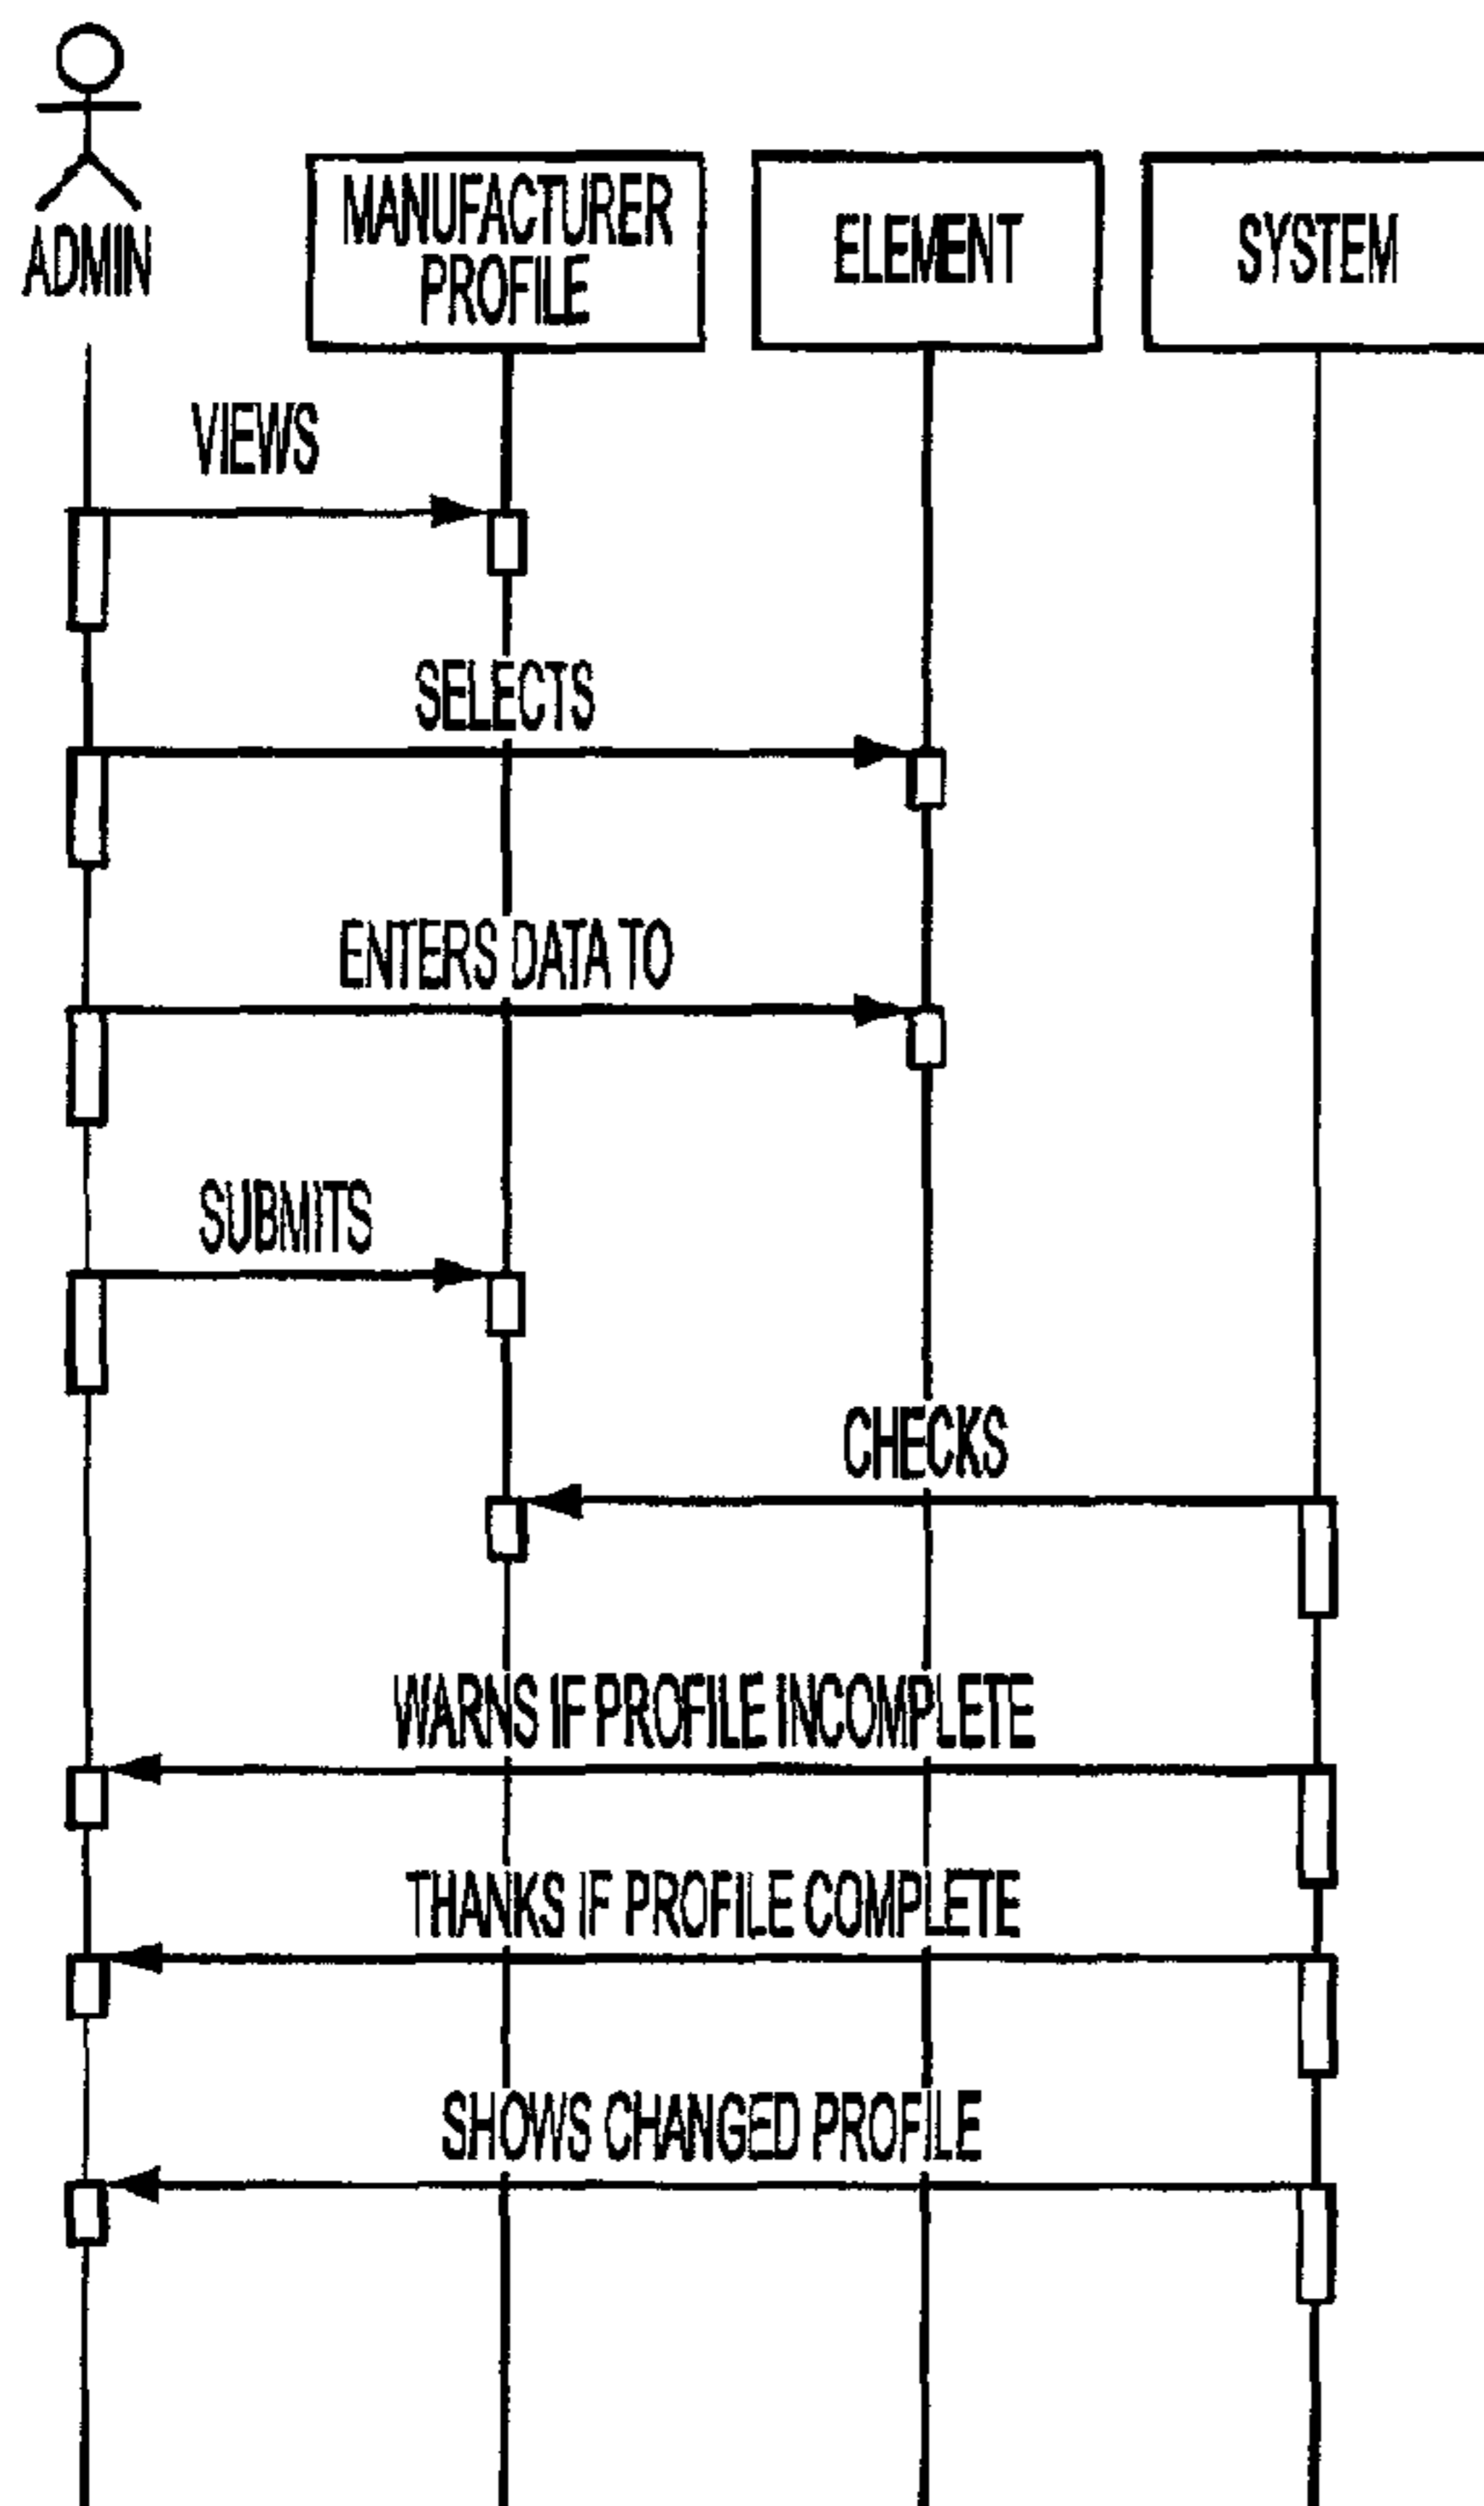 ADMIN
MANUFACTURER
PROFILE
ELEMENT
SYSTEM
VIEWS
SELECTS
ENTERS DATA TO
SUBMITS
CHECKS
WARNS IF PROFILE INCOMPLETE
THANKS IF PROFILE COMPLETE
SHOWS CHANGED PROFILE